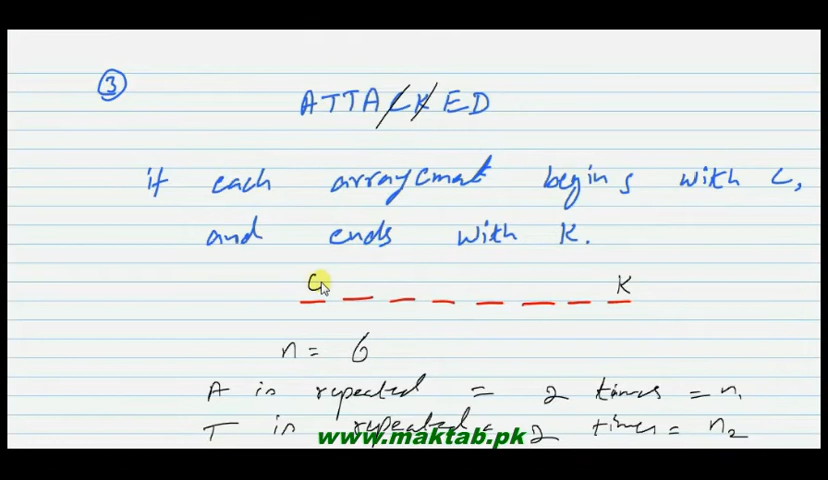 3
ATTACKED
if each arraycmat begins with C,
and ends with K.
C K
n = 6
A is repeated = 2 times = n1
T is repeated = 2 times = n2
www.maktab.pk